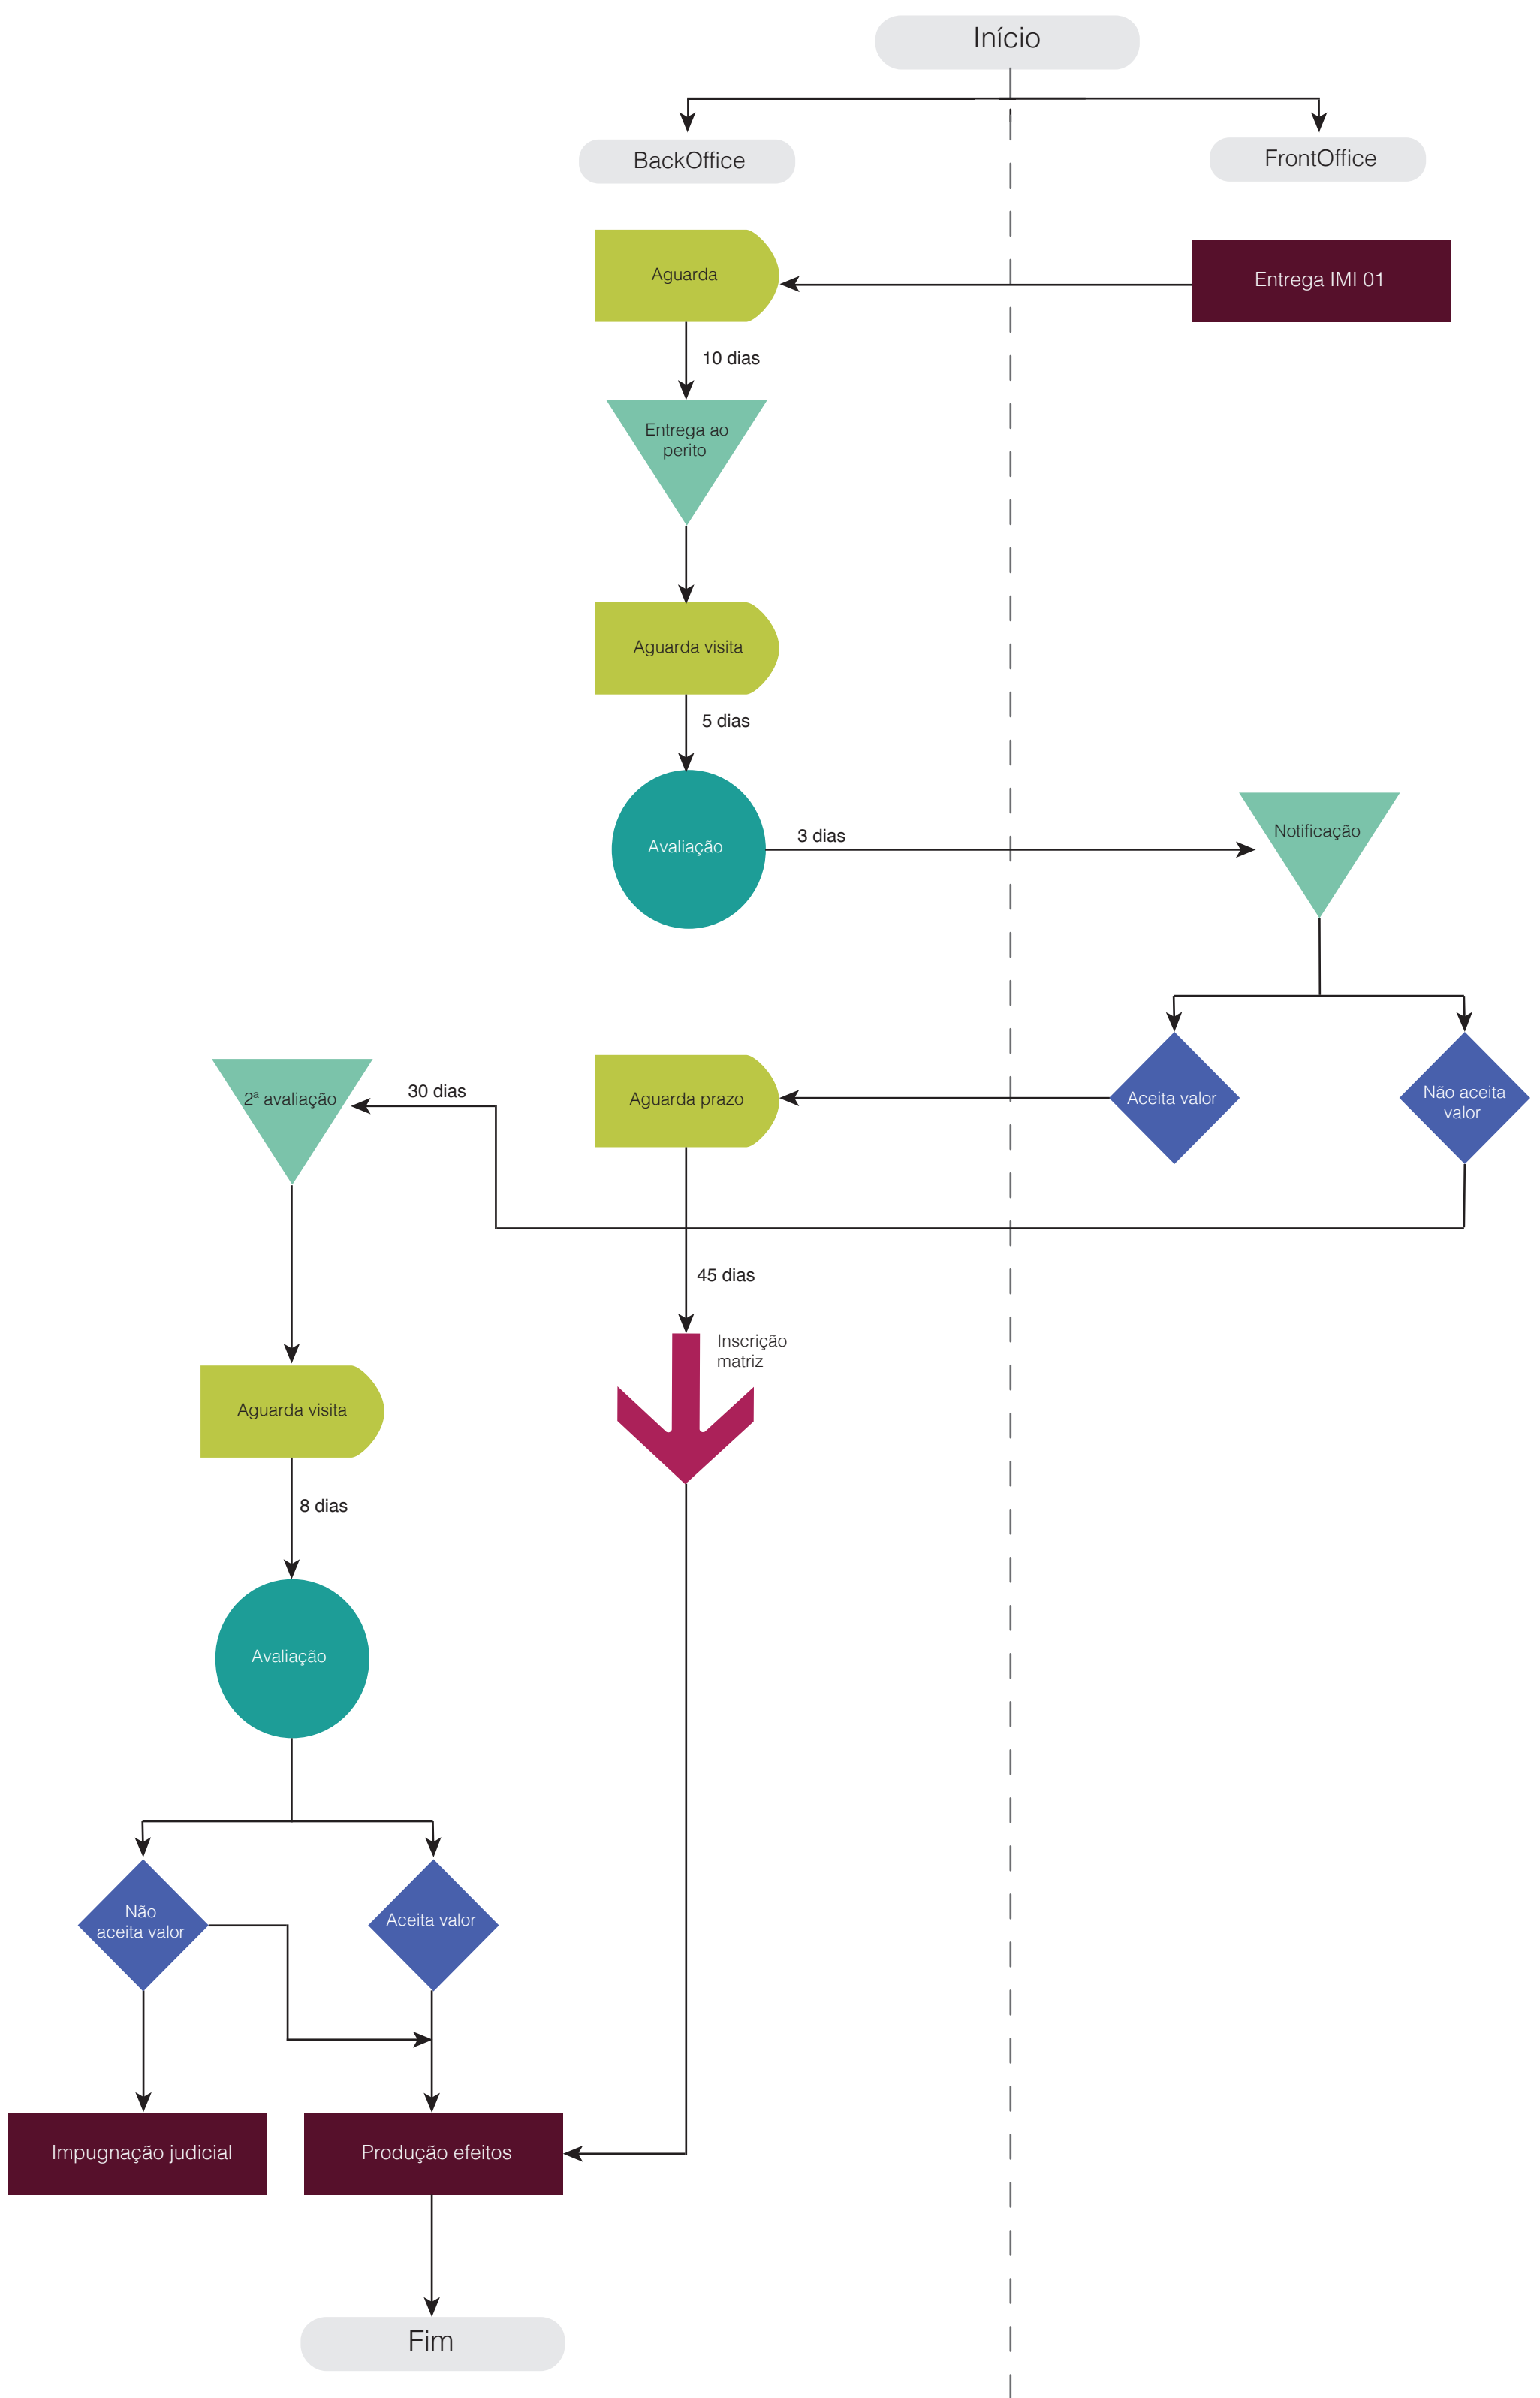 Início
BackOffice
FrontOffice
Aguarda
Entrega IMI 01
10 dias
Entrega ao
perito
Aguarda visita
5 dias
Avaliação
3 dias
Notificação
2ª avaliação
30 dias
Aguarda prazo
Aceita valor
Não aceita
valor
45 dias
Inscrição
matriz
Aguarda visita
8 dias
Avaliação
Não
aceita valor
Aceita valor
Impugnação judicial
Produção efeitos
Fim